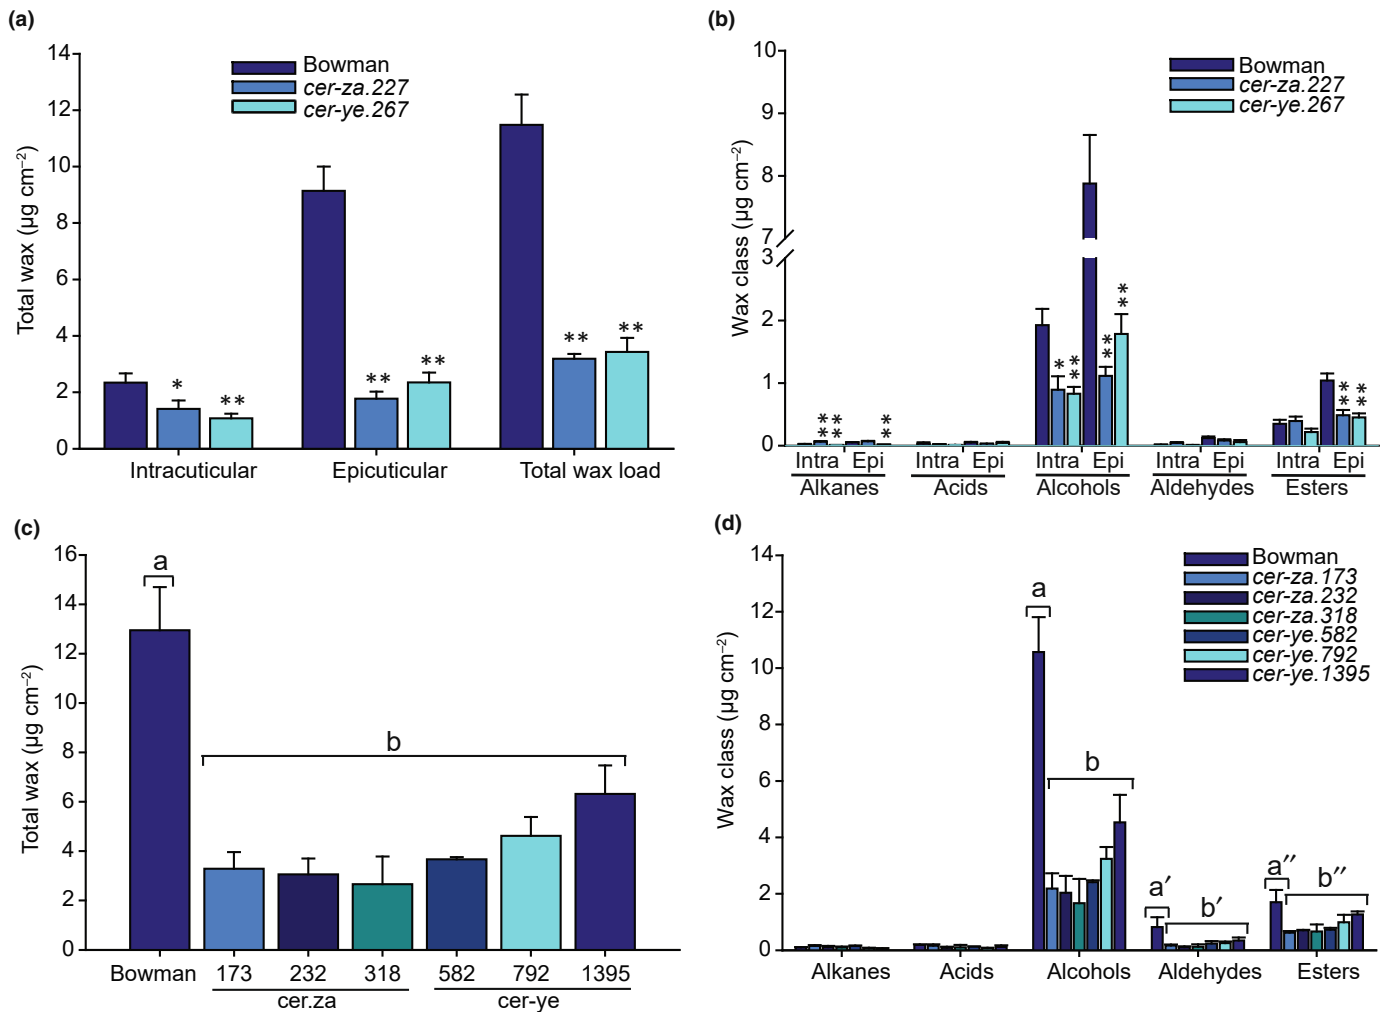 (a)
Total wax (µg cm⁻²)
14
12
10
8
6
4
2
0
Bowman
cer-za.227
cer-ye.267
*
**
**
**
**
**
Intracuticular
Epicuticular
Total wax load
(b)
Wax class (µg cm⁻²)
10
9
8
7
3
2
1
0
Bowman
cer-za.227
cer-ye.267
**
**
**
*
**
**
**
**
**
Intra Epi
Intra Epi
Intra Epi
Intra Epi
Intra Epi
Alkanes
Acids
Alcohols
Aldehydes
Esters
(c)
Total wax (µg cm⁻²)
16
14
12
10
8
6
4
2
0
a
b
Bowman
173
232
318
582
792
1395
cer.za
cer-ye
(d)
Wax class (µg cm⁻²)
14
12
10
8
6
4
2
0
Bowman
cer-za.173
cer-za.232
cer-za.318
cer-ye.582
cer-ye.792
cer-ye.1395
a
b
a′
b′
a″
b″
Alkanes
Acids
Alcohols
Aldehydes
Esters